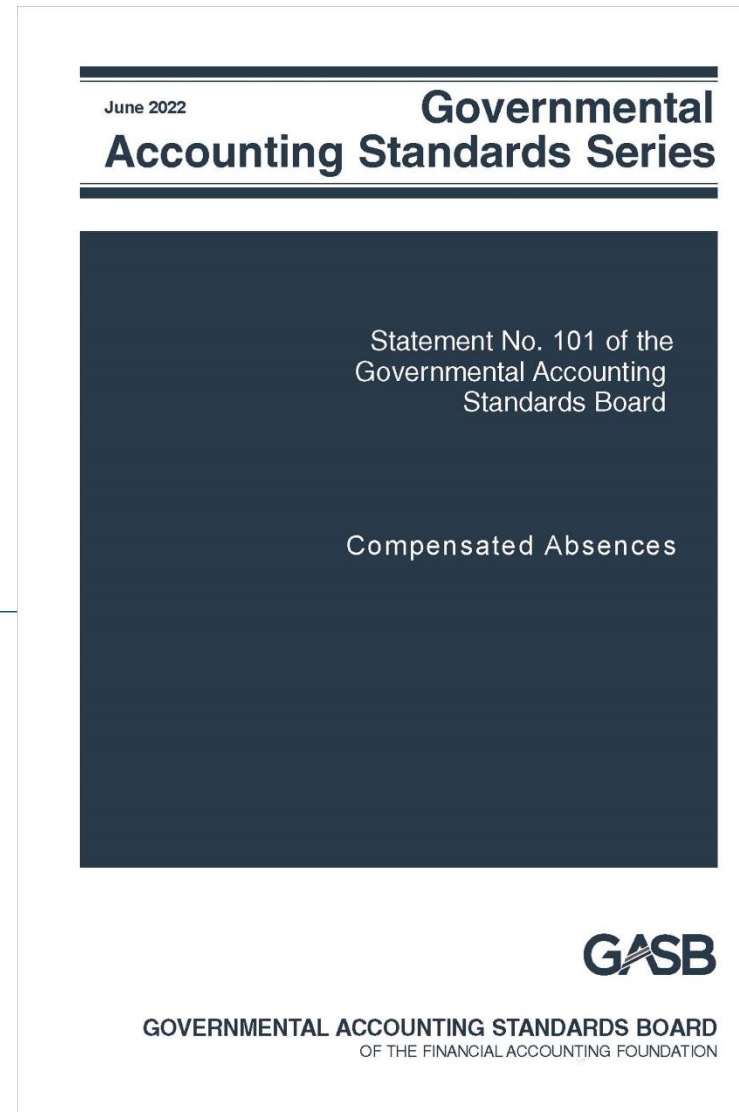 June 2022
Governmental
Accounting Standards Series
Statement No. 101 of the
Governmental Accounting
Standards Board
Compensated Absences
GASB
GOVERNMENTAL ACCOUNTING STANDARDS BOARD
OF THE FINANCIAL ACCOUNTING FOUNDATION